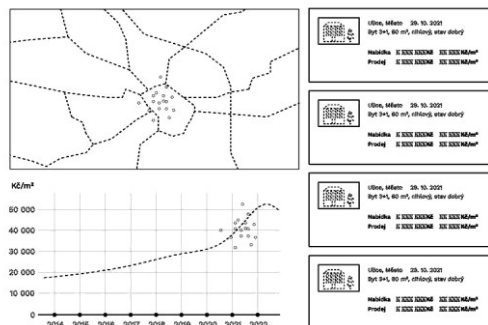 Kč/m²
50 000
40 000
30 000
20 000
10 000
0
2014 2015 2016 2017 2018 2019 2020 2021 2022
Ulice, Město 29. 10. 2021
Byt 3+1, 80 m², cihlový, stav dobrý
Nabídka X XXX XXXKč XX XXX Kč/m²
Prodej X XXX XXXKč XX XXX Kč/m²
Ulice, Město 29. 10. 2021
Byt 3+1, 80 m², cihlový, stav dobrý
Nabídka X XXX XXXKč XX XXX Kč/m²
Prodej X XXX XXXKč XX XXX Kč/m²
Ulice, Město 29. 10. 2021
Byt 3+1, 80 m², cihlový, stav dobrý
Nabídka X XXX XXXKč XX XXX Kč/m²
Prodej X XXX XXXKč XX XXX Kč/m²
Ulice, Město 29. 10. 2021
Byt 3+1, 80 m², cihlový, stav dobrý
Nabídka X XXX XXXKč XX XXX Kč/m²
Prodej X XXX XXXKč XX XXX Kč/m²